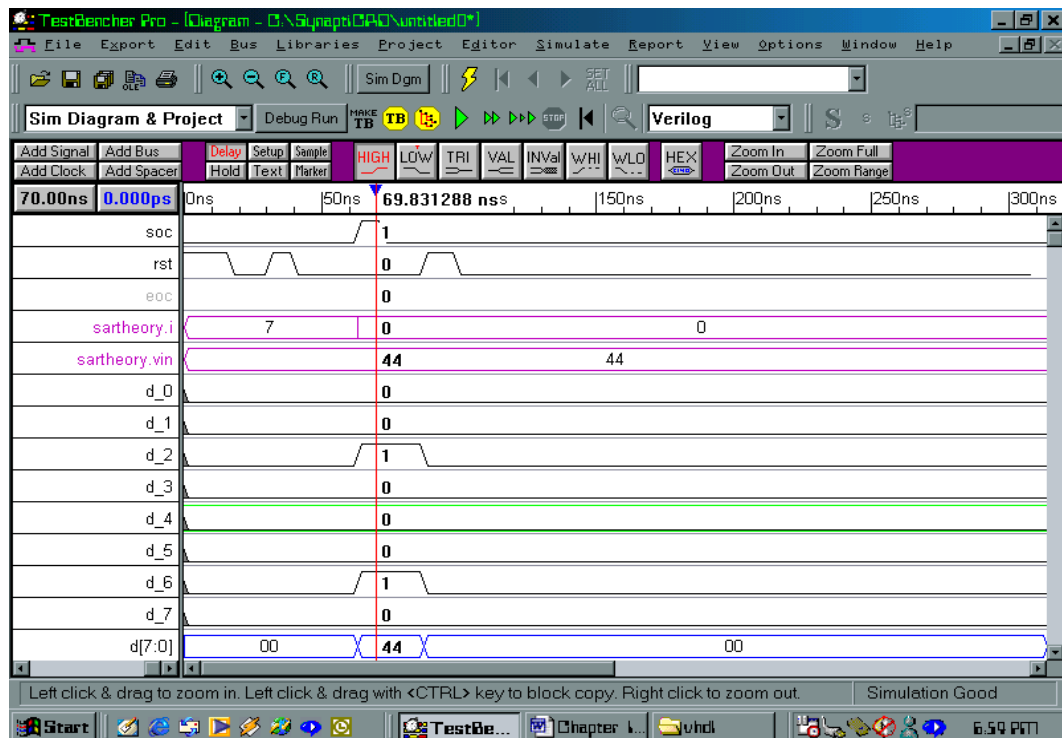 TestBencher Pro - [Diagram - C:\SynaptiCAD\untitled0*]
File Export Edit Bus Libraries Project Editor Simulate Report View Options Window Help
OLE Sim Dgm SET ALL
Sim Diagram & Project Debug Run MAKE TB TB STOP Verilog S S S
Add Signal Add Bus Delay Setup Sample HIGH LOW TRI VAL INVal WHI WLO HEX Zoom In Zoom Full
Add Clock Add Spacer Hold Text Marker Zoom Out Zoom Range
70.00ns 0.000ps 0ns 50ns 69.831288 nss 150ns 200ns 250ns 300ns
soc 1
rst 0
eoc 0
sartheory.i 7 0 0
sartheory.vin 44 44
d_0 0
d_1 0
d_2 1
d_3 0
d_4 0
d_5 0
d_6 1
d_7 0
d[7:0] 00 44 00
Left click & drag to zoom in. Left click & drag with <CTRL> key to block copy. Right click to zoom out. Simulation Good
Start TestBe... Chapter vhdl 6:59 PM